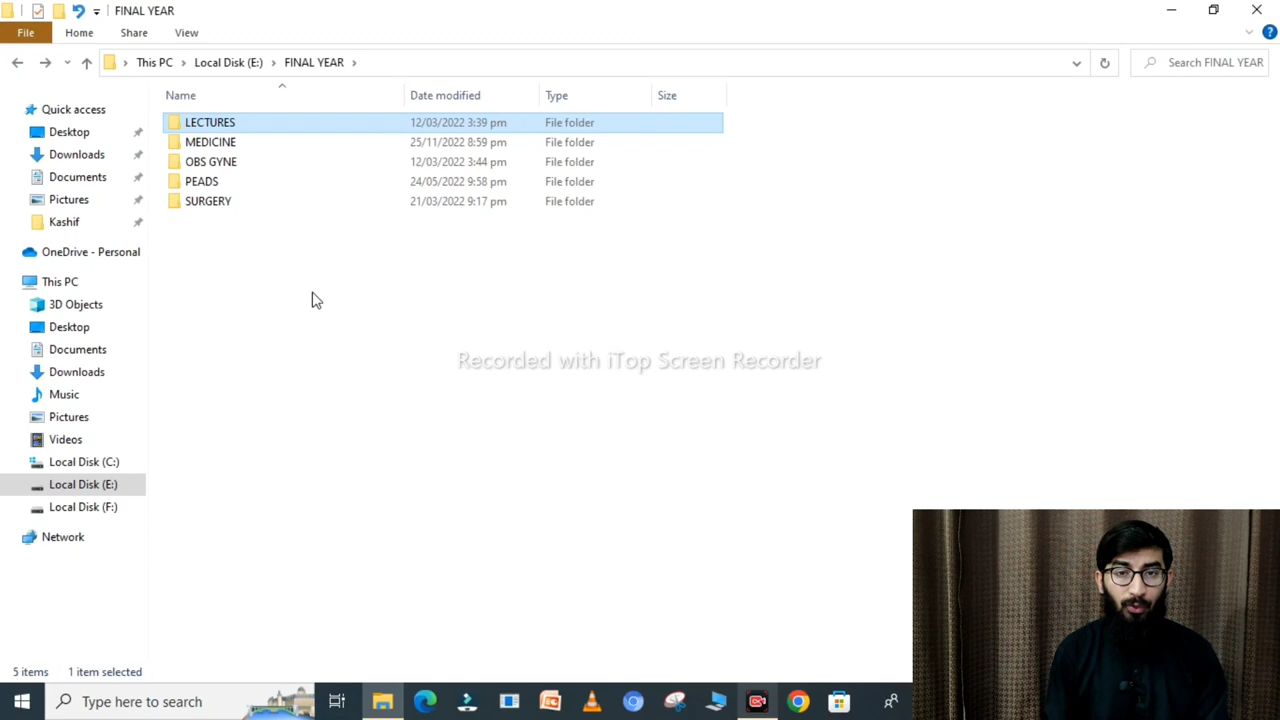 FINAL YEAR
File Home Share View
This PC Local Disk (E:) FINAL YEAR Search FINAL YEAR
Name Date modified Type Size
Quick access
Desktop
Downloads
Documents
Pictures
Kashif
OneDrive - Personal
This PC
3D Objects
Desktop
Documents
Downloads
Music
Pictures
Videos
Local Disk (C:)
Local Disk (E:)
Local Disk (F:)
Network
LECTURES 12/03/2022 3:39 pm File folder
MEDICINE 25/11/2022 8:59 pm File folder
OBS GYNE 12/03/2022 3:44 pm File folder
PEADS 24/05/2022 9:58 pm File folder
SURGERY 21/03/2022 9:17 pm File folder
Recorded with iTop Screen Recorder
5 items 1 item selected
Type here to search